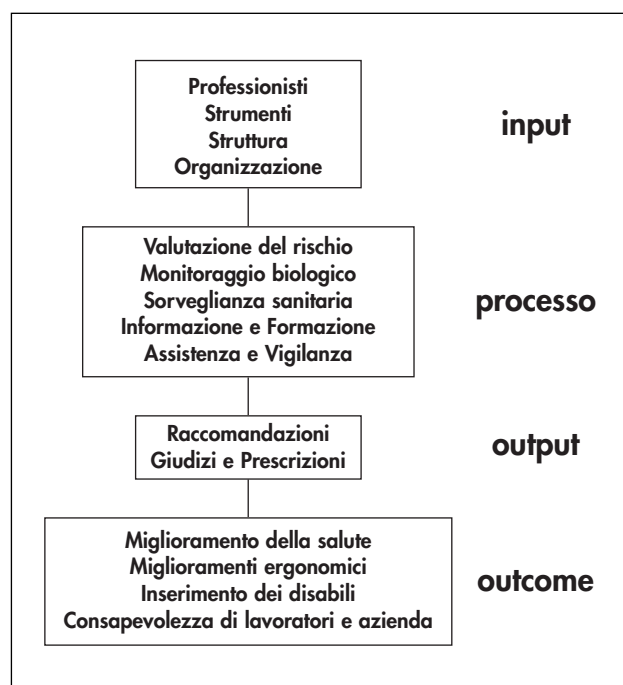 Professionisti
Strumenti
Struttura
Organizzazione
input
Valutazione del rischio
Monitoraggio biologico
Sorveglianza sanitaria
Informazione e Formazione
Assistenza e Vigilanza
processo
Raccomandazioni
Giudizi e Prescrizioni
output
Miglioramento della salute
Miglioramenti ergonomici
Inserimento dei disabili
Consapevolezza di lavoratori e azienda
outcome